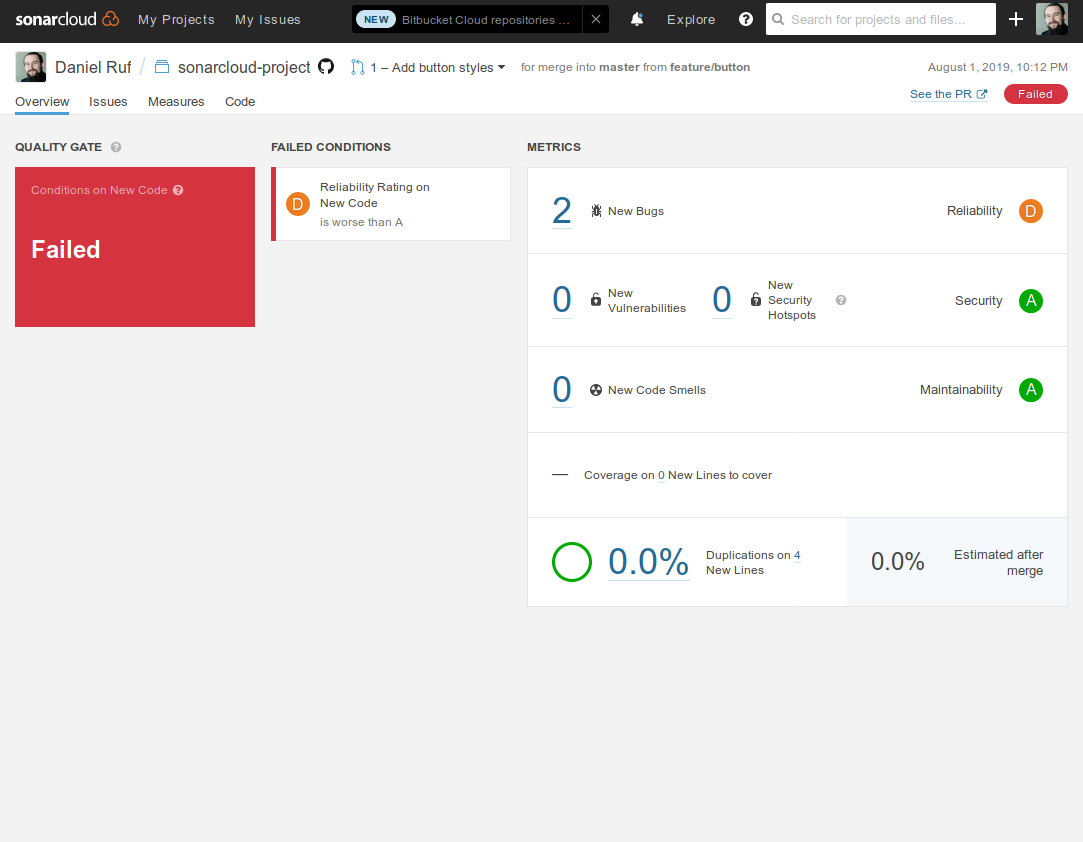 sonarcloud My Projects My Issues NEW Bitbucket Cloud repositories … Explore Search for projects and files...
Daniel Ruf / sonarcloud-project 1 – Add button styles for merge into master from feature/button August 1, 2019, 10:12 PM
See the PR Failed
Overview Issues Measures Code
QUALITY GATE ?
Conditions on New Code ?
Failed
FAILED CONDITIONS
D Reliability Rating on
New Code
is worse than A
METRICS
2 New Bugs Reliability D
0 New
Vulnerabilities
0 New
Security
Hotspots ?
Security A
0 New Code Smells Maintainability A
— Coverage on 0 New Lines to cover
0.0% Duplications on 4
New Lines
0.0% Estimated after
merge